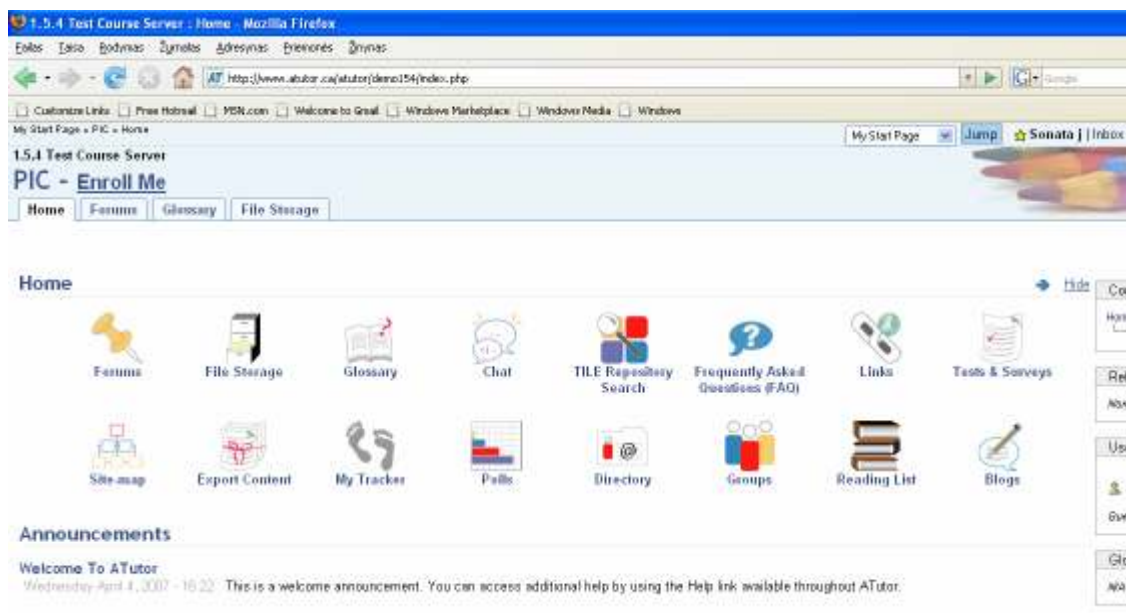 1.5.4 Test Course Server : Home - Mozilla Firefox
Failas Taisa Rodymas Žymelės Adresynas Priemonės Žinynas
AT http://www.atutor.ca/atutor/demo154/index.php G Google
Customize Links Free Hotmail MSN.com Welcome to Gmail Windows Marketplace Windows Media Windows
My Start Page » PIC » Home
My Start Page Jump Sonata j | Inbox
1.5.4 Test Course Server
PIC - Enroll Me
Home Forums Glossary File Storage
Home
Hide
Forums File Storage Glossary Chat TILE Repository Search Frequently Asked Questions (FAQ) Links Tests & Surveys
Site-map Export Content My Tracker Polls Directory Groups Reading List Blogs
Announcements
Welcome To ATutor
Wednesday April 4, 2007 - 16:22 This is a welcome announcement. You can access additional help by using the Help link available throughout ATutor.